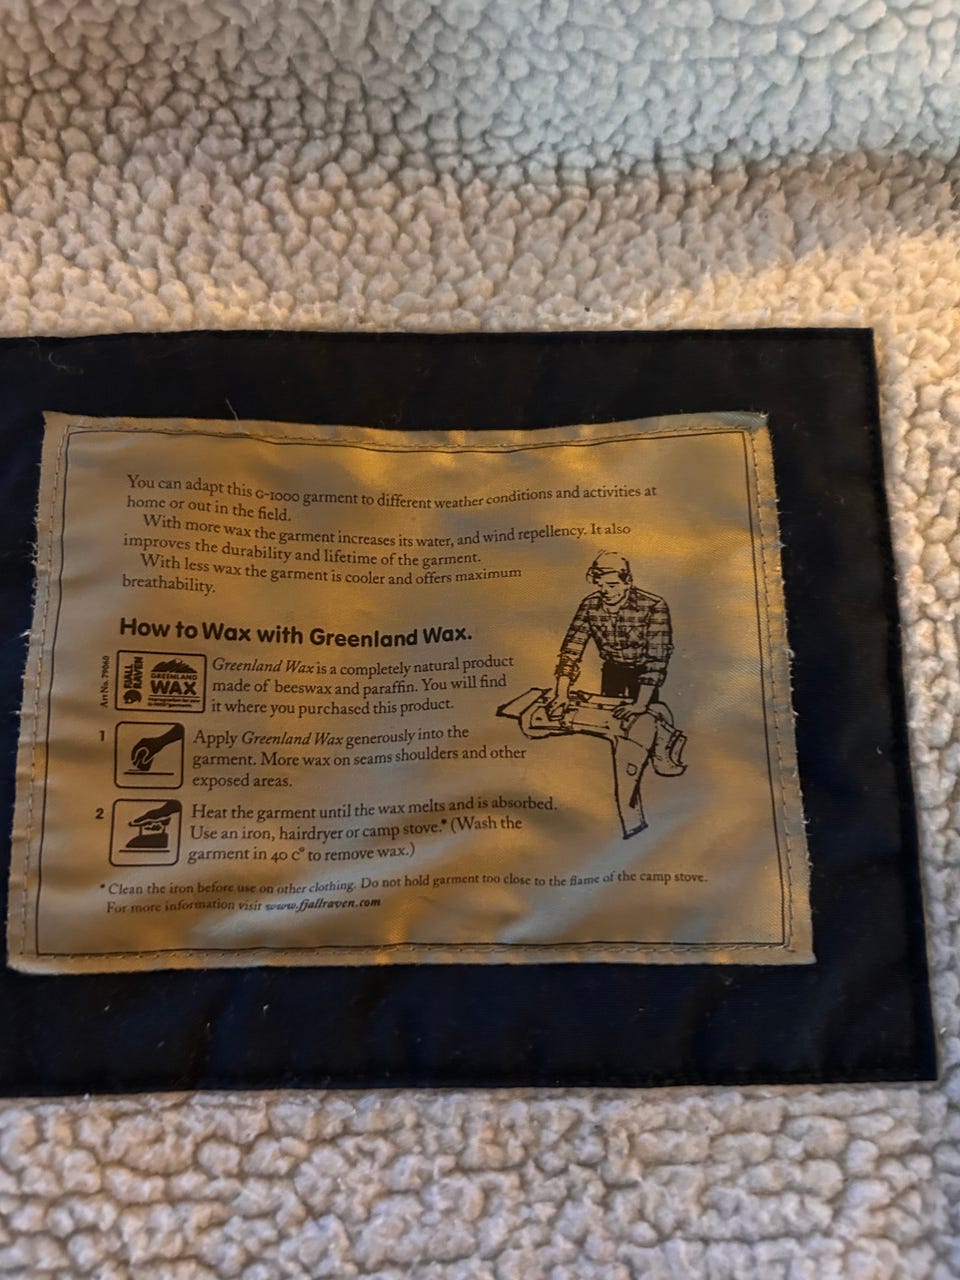 You can adapt this G-1000 garment to different weather conditions and activities at
home or out in the field.
With more wax the garment increases its water, and wind repellency. It also
improves the durability and lifetime of the garment.
With less wax the garment is cooler and offers maximum
breathability.
How to Wax with Greenland Wax.
Art No. 79060
FJÄLL
RÄVEN
GREENLAND
WAX
Greenland Wax is a completely natural product
made of beeswax and paraffin. You will find
it where you purchased this product.
1
Apply Greenland Wax generously into the
garment. More wax on seams shoulders and other
exposed areas.
2
Heat the garment until the wax melts and is absorbed.
Use an iron, hairdryer or camp stove.* (Wash the
garment in 40 c° to remove wax.)
* Clean the iron before use on other clothing. Do not hold garment too close to the flame of the camp stove.
For more information visit www.fjallraven.com